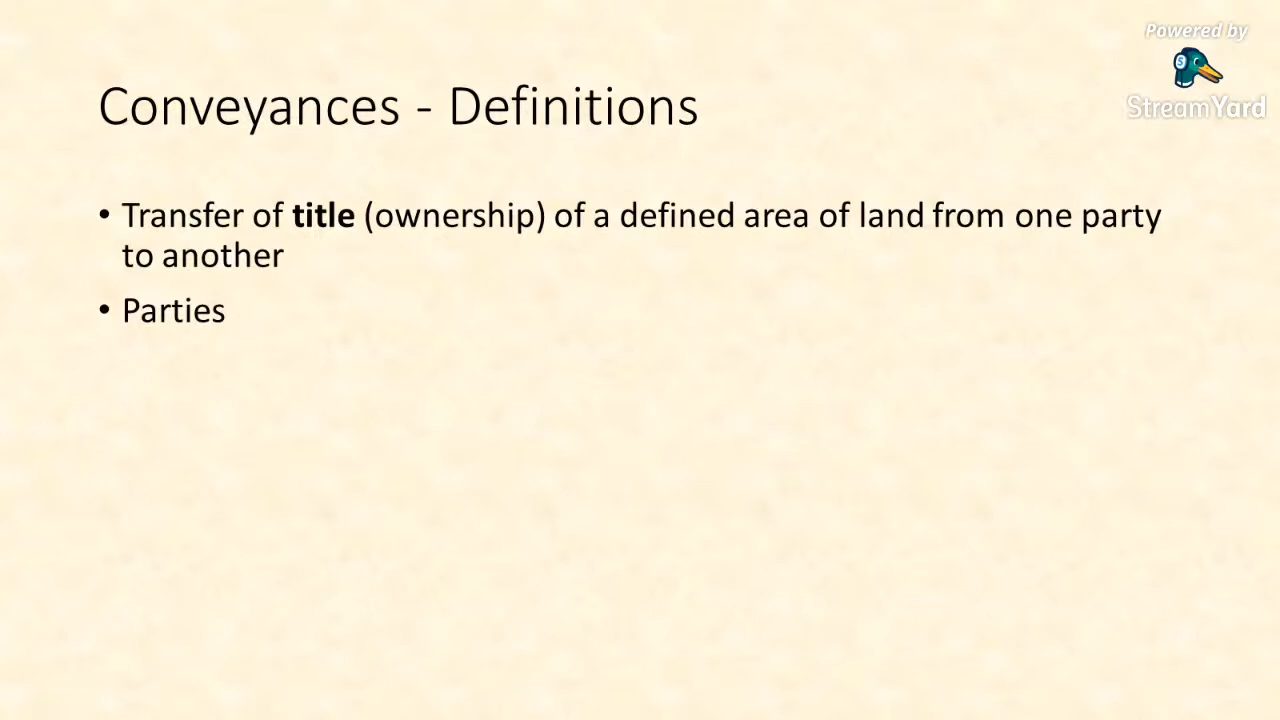 Powered by
StreamYard
Conveyances - Definitions
• Transfer of title (ownership) of a defined area of land from one party
to another
• Parties